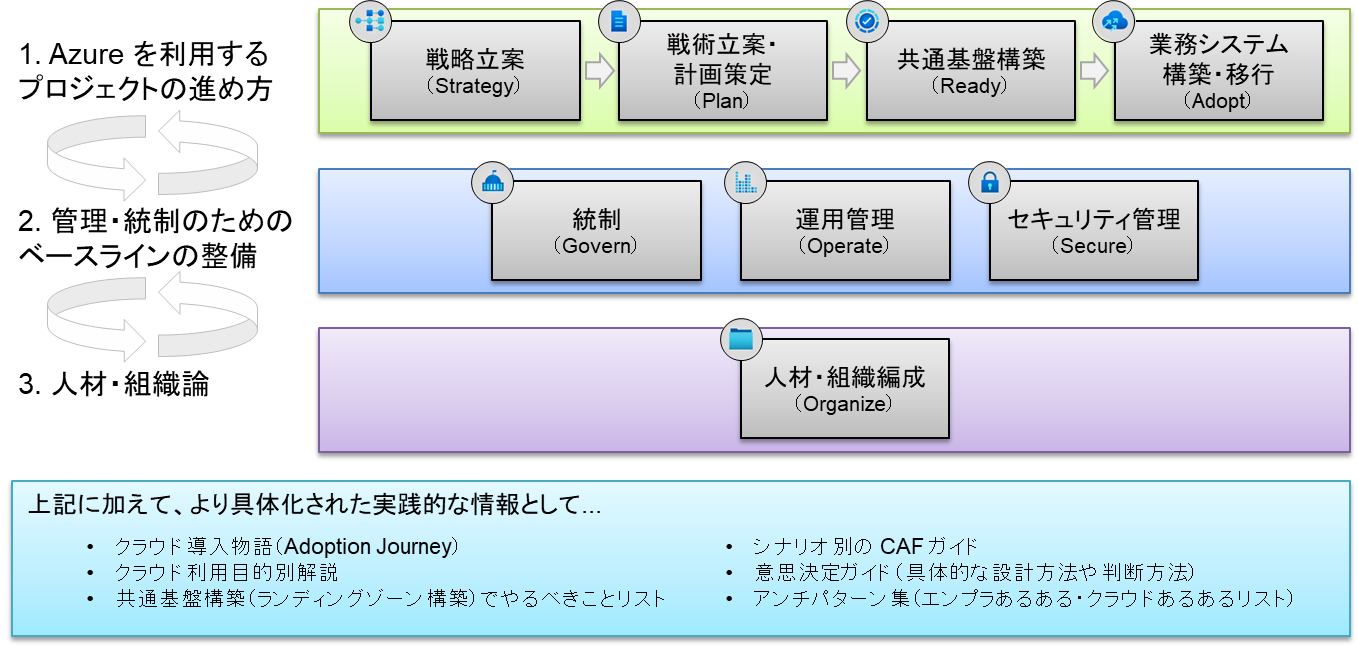 1. Azure を利用する
プロジェクトの進め方
戦略立案
（Strategy）
戦術立案・
計画策定
（Plan）
共通基盤構築
（Ready）
業務システム
構築・移行
（Adopt）
2. 管理・統制のための
ベースラインの整備
統制
（Govern）
運用管理
（Operate）
セキュリティ管理
（Secure）
3. 人材・組織論
人材・組織編成
（Organize）
上記に加えて、より具体化された実践的な情報として...
• クラウド導入物語（Adoption Journey）
• クラウド利用目的別解説
• 共通基盤構築（ランディングゾーン構築）でやるべきことリスト
• シナリオ別の CAF ガイド
• 意思決定ガイド（具体的な設計方法や判断方法）
• アンチパターン集（エンプラあるある・クラウドあるあるリスト）